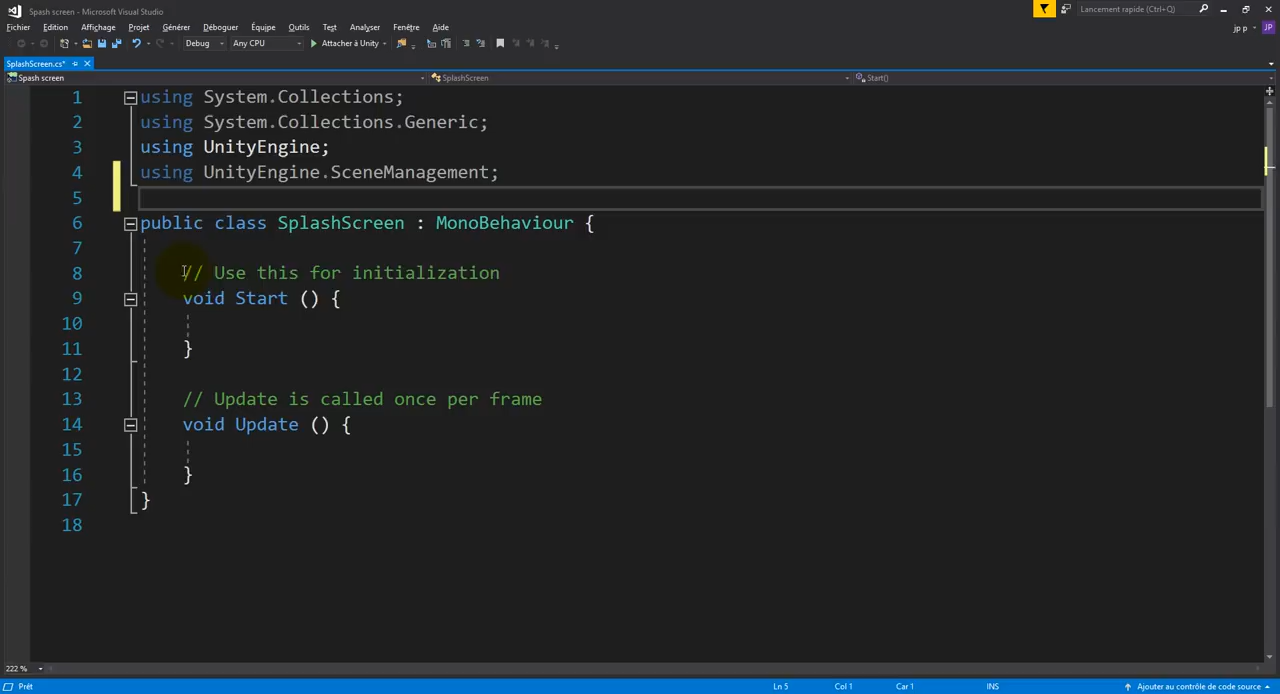 Spash screen - Microsoft Visual Studio
Lancement rapide (Ctrl+Q)
Fichier Edition Affichage Projet Générer Déboguer Équipe Outils Test Analyser Fenêtre Aide
jp p JP
Debug Any CPU Attacher à Unity
SplashScreen.cs*
Spash screen SplashScreen Start()
1 using System.Collections;
2 using System.Collections.Generic;
3 using UnityEngine;
4 using UnityEngine.SceneManagement;
5
6 public class SplashScreen : MonoBehaviour {
7
8 // Use this for initialization
9 void Start () {
10
11 }
12
13 // Update is called once per frame
14 void Update () {
15
16 }
17 }
18
222 %
Prêt Ln 5 Col 1 Car 1 INS Ajouter au contrôle de code source